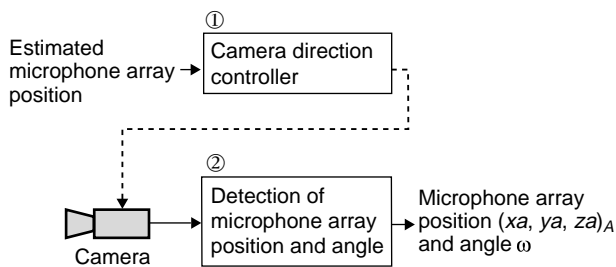 ①
Estimated
microphone array
position
Camera direction
controller
②
Detection of
microphone array
position and angle
Camera
Microphone array
position (xa, ya, za)A
and angle ω